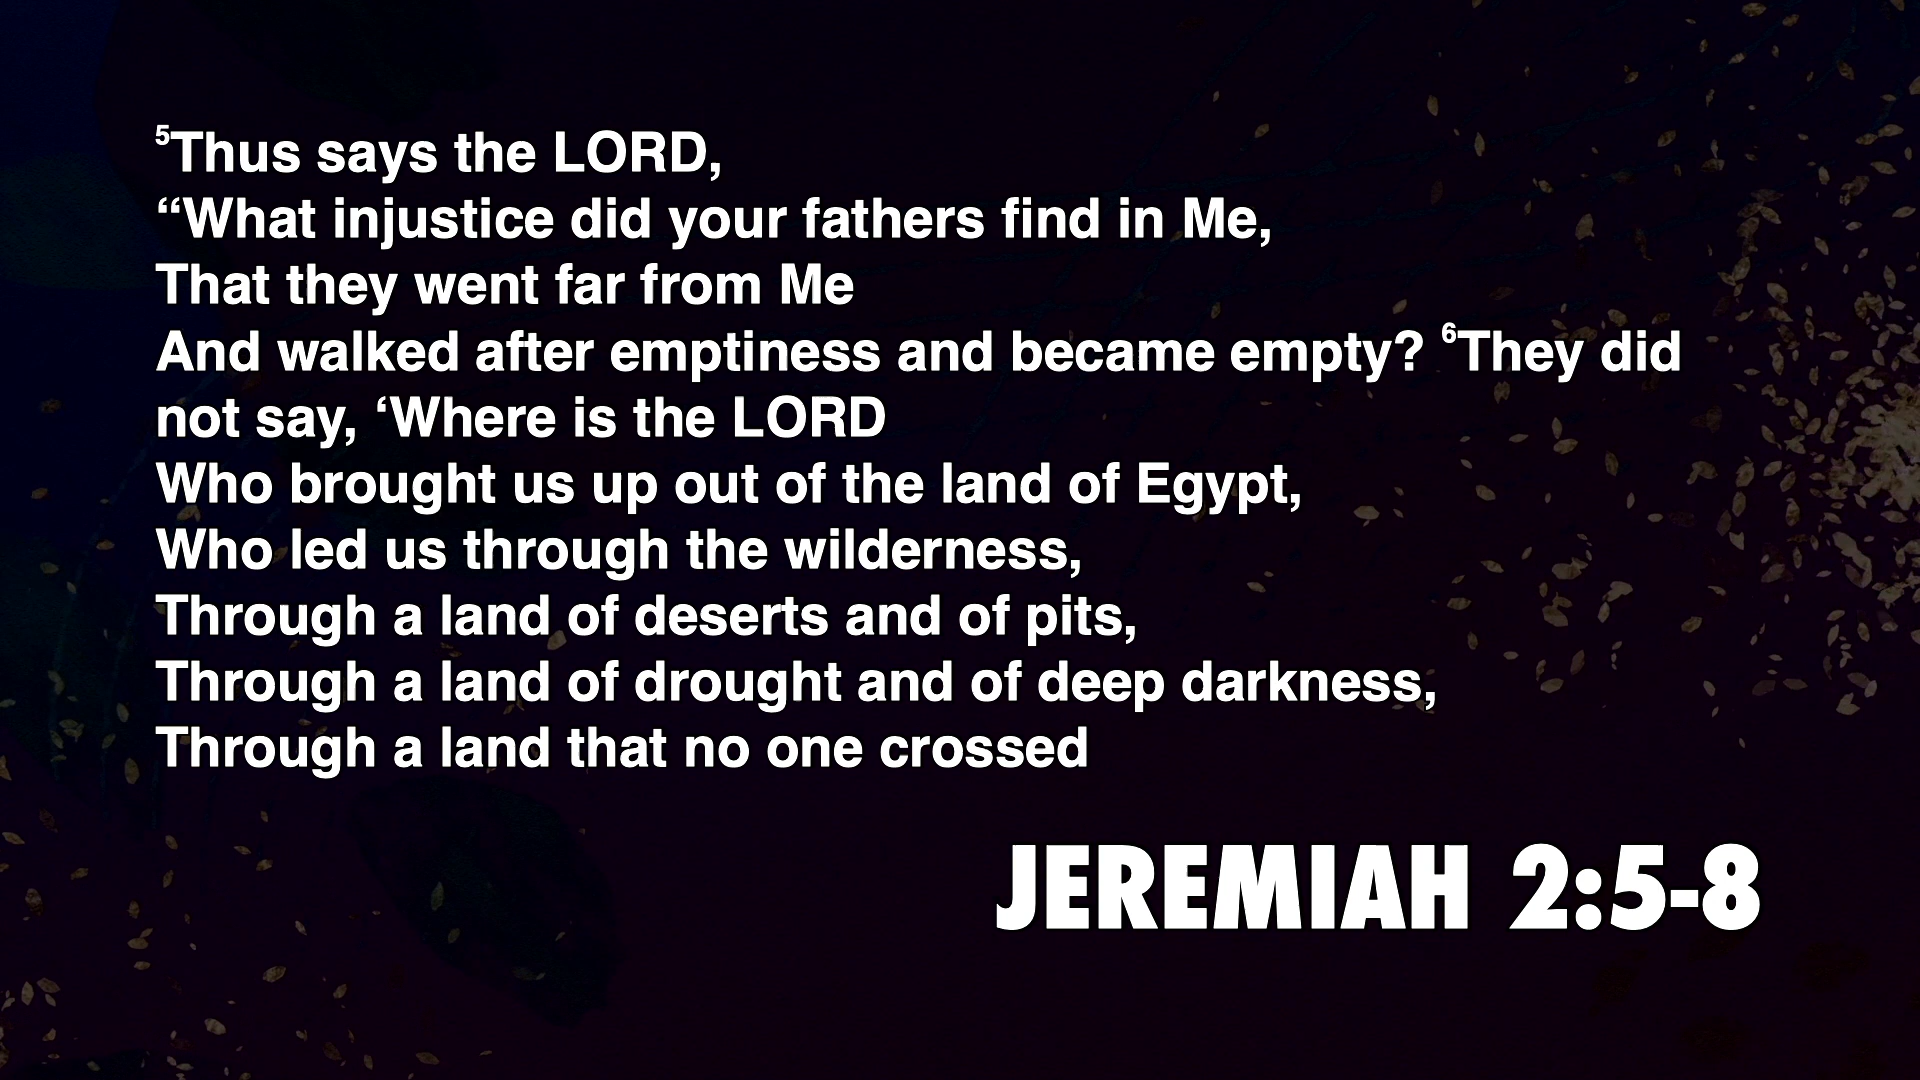 ⁵Thus says the LORD,
“What injustice did your fathers find in Me,
That they went far from Me
And walked after emptiness and became empty? ⁶They did
not say, ‘Where is the LORD
Who brought us up out of the land of Egypt,
Who led us through the wilderness,
Through a land of deserts and of pits,
Through a land of drought and of deep darkness,
Through a land that no one crossed
JEREMIAH 2:5-8